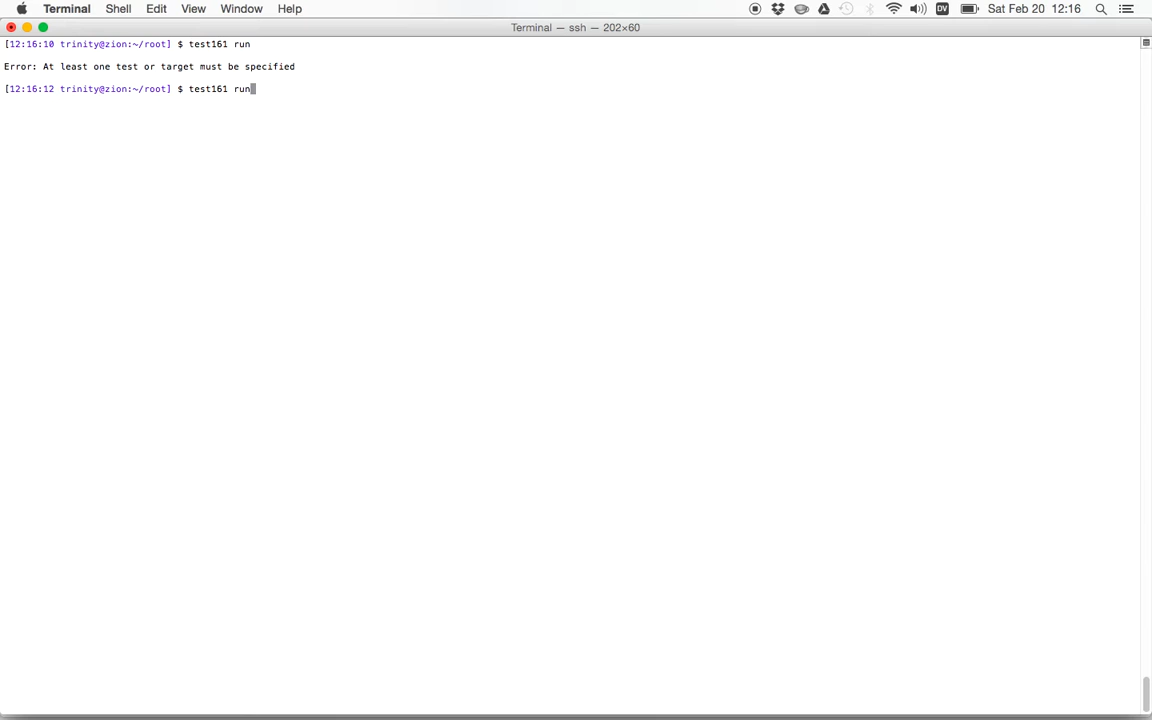 Terminal Shell Edit View Window Help DV Sat Feb 20 12:16
Terminal — ssh — 202×60
[12:16:10 trinity@zion:~/root] $ test161 run
Error: At least one test or target must be specified
[12:16:12 trinity@zion:~/root] $ test161 run